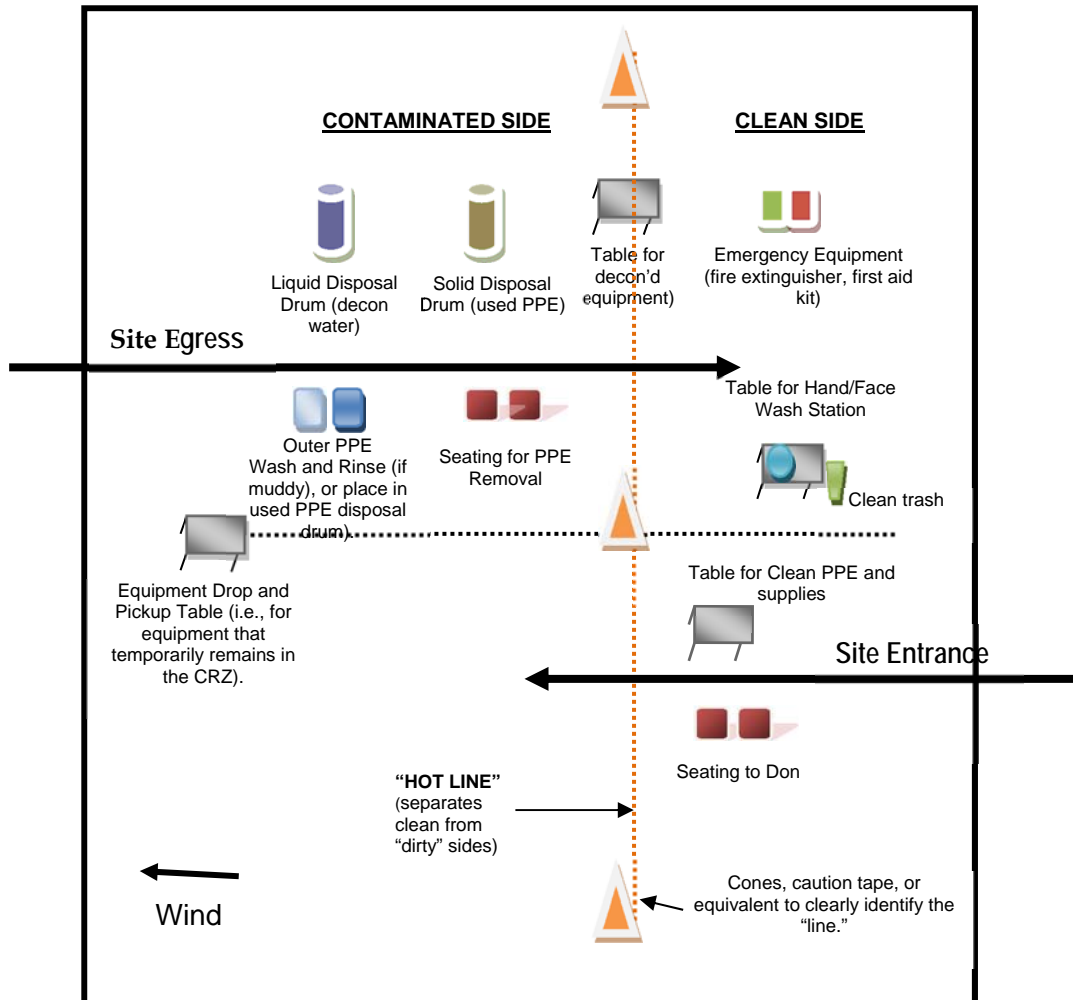 CONTAMINATED SIDE
CLEAN SIDE
Liquid Disposal
Drum (decon
water)
Solid Disposal
Drum (used PPE)
Table for
decon'd
equipment)
Emergency Equipment
(fire extinguisher, first aid
kit)
Site Egress
Outer PPE
Wash and Rinse (if
muddy), or place in
used PPE disposal
drum).
Seating for PPE
Removal
Table for Hand/Face
Wash Station
Clean trash
Equipment Drop and
Pickup Table (i.e., for
equipment that
temporarily remains in
the CRZ).
Table for Clean PPE and
supplies
Site Entrance
Seating to Don
"HOT LINE"
(separates
clean from
"dirty" sides)
Wind
Cones, caution tape, or
equivalent to clearly identify the
"line."